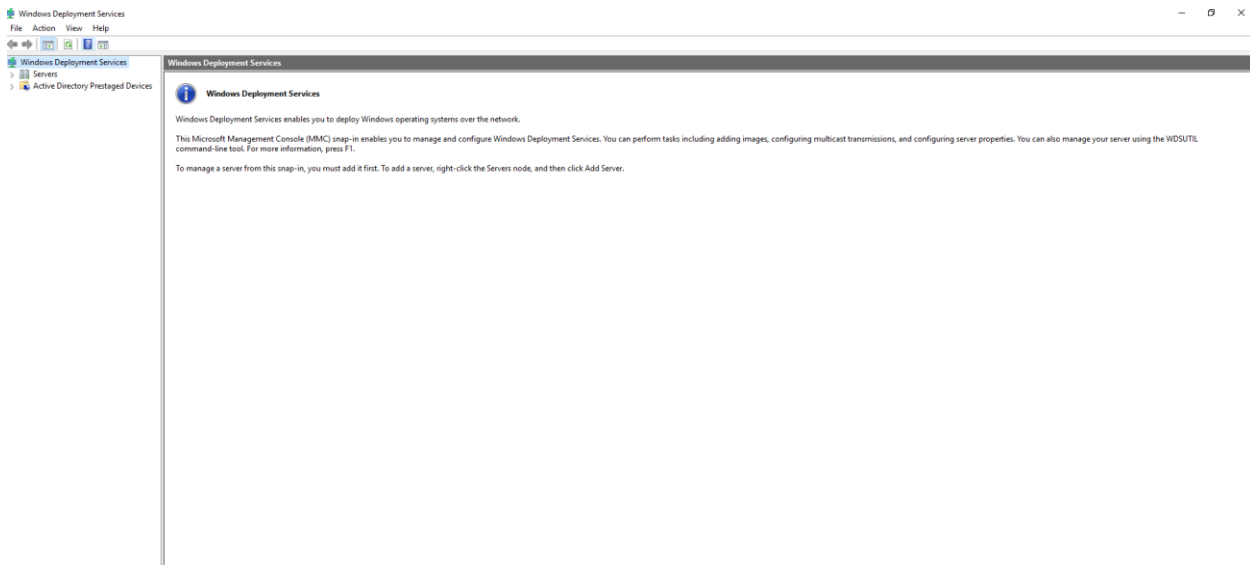 Windows Deployment Services
File Action View Help
Windows Deployment Services
Servers
Active Directory Prestaged Devices
Windows Deployment Services
Windows Deployment Services
Windows Deployment Services enables you to deploy Windows operating systems over the network.
This Microsoft Management Console (MMC) snap-in enables you to manage and configure Windows Deployment Services. You can perform tasks including adding images, configuring multicast transmissions, and configuring server properties. You can also manage your server using the WDSUTIL
command-line tool. For more information, press F1.
To manage a server from this snap-in, you must add it first. To add a server, right-click the Servers node, and then click Add Server.